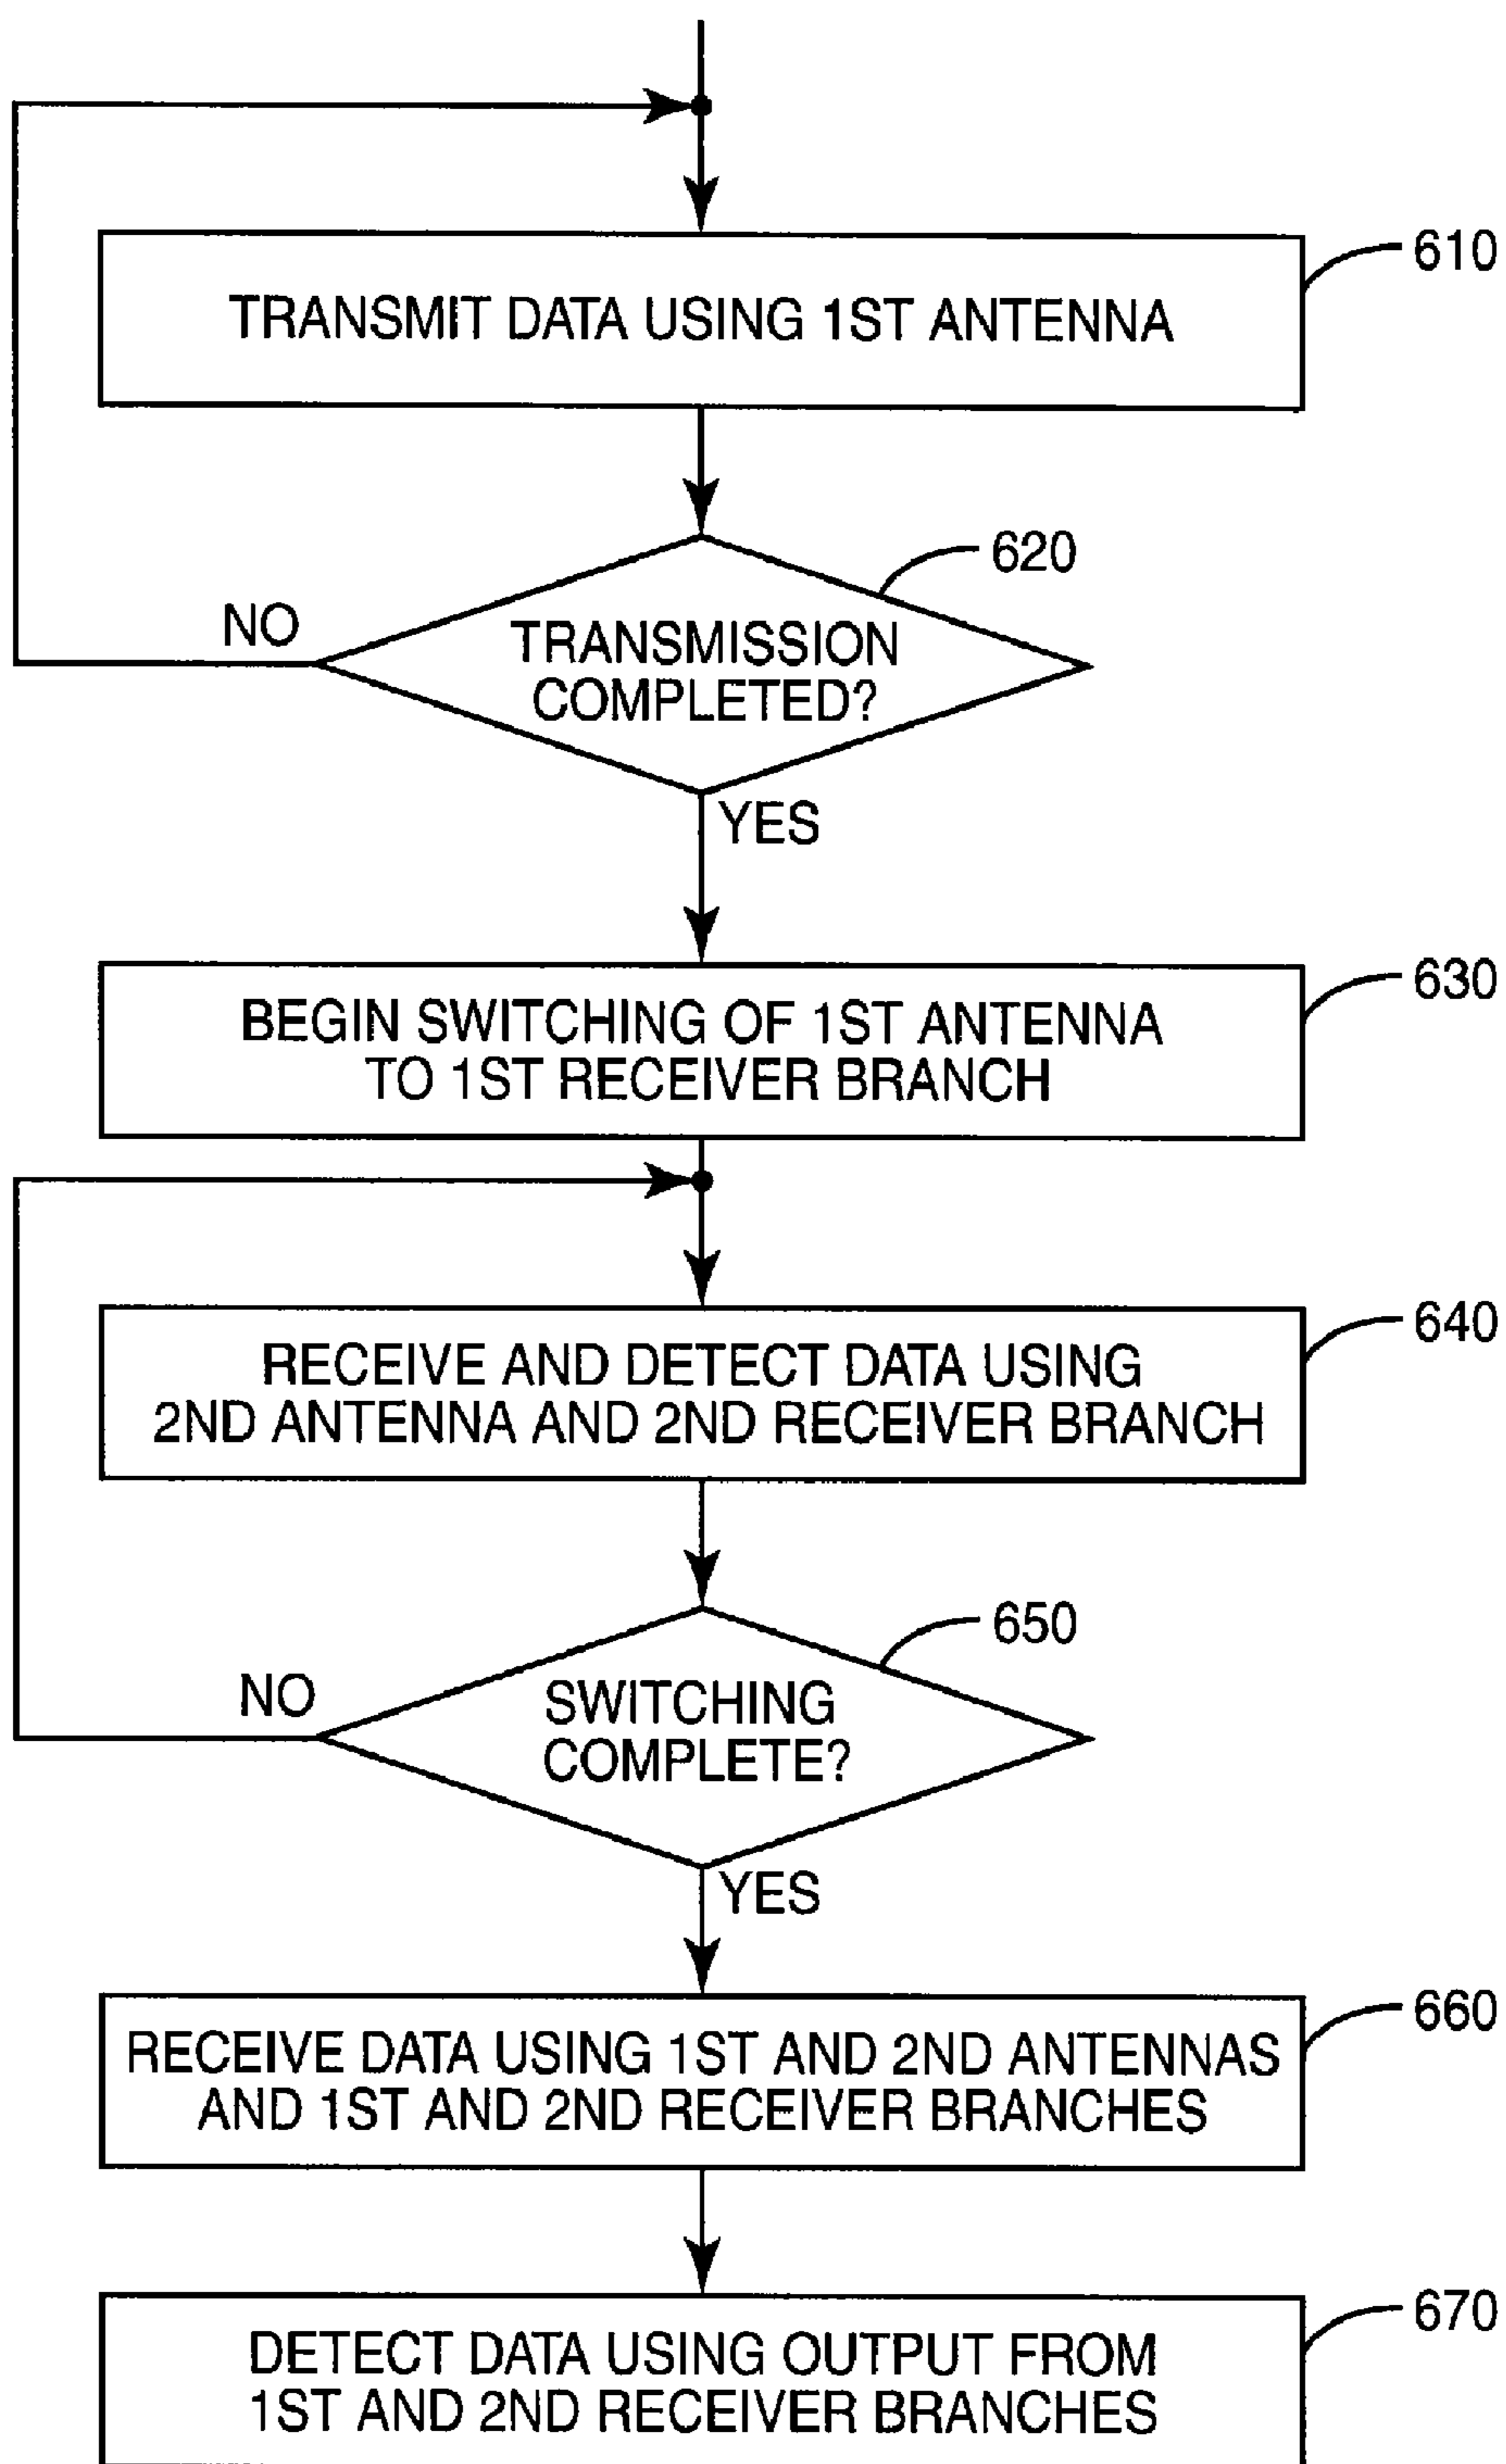 610
TRANSMIT DATA USING 1ST ANTENNA
620
NO
TRANSMISSION
COMPLETED?
YES
630
BEGIN SWITCHING OF 1ST ANTENNA
TO 1ST RECEIVER BRANCH
640
RECEIVE AND DETECT DATA USING
2ND ANTENNA AND 2ND RECEIVER BRANCH
650
NO
SWITCHING
COMPLETE?
YES
660
RECEIVE DATA USING 1ST AND 2ND ANTENNAS
AND 1ST AND 2ND RECEIVER BRANCHES
670
DETECT DATA USING OUTPUT FROM
1ST AND 2ND RECEIVER BRANCHES